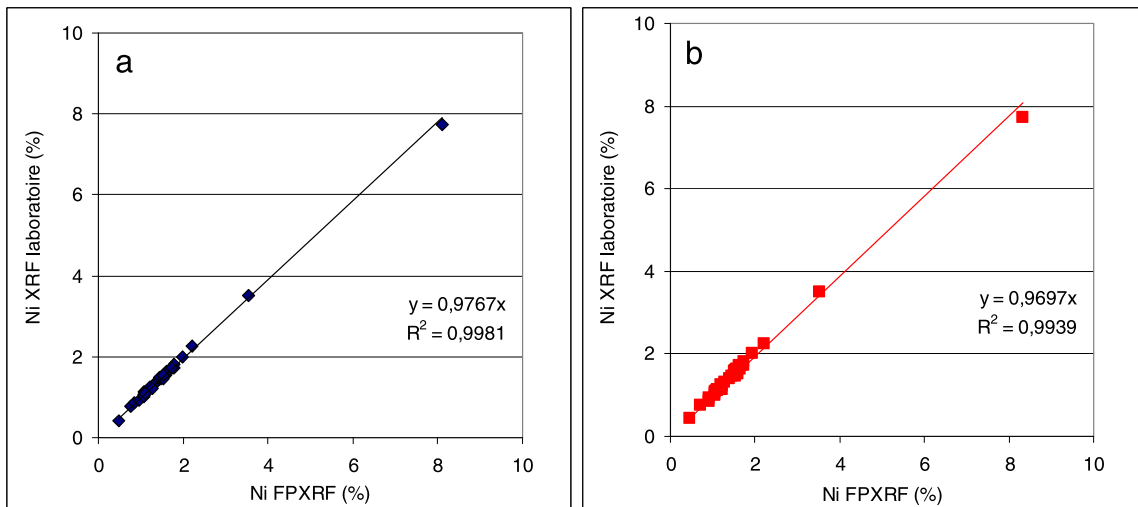 a
10
8
6
4
2
0
Ni XRF laboratoire (%)
y = 0,9767x
R² = 0,9981
0 2 4 6 8 10
Ni FPXRF (%)
b
10
8
6
4
2
0
Ni XRF laboratoire (%)
y = 0,9697x
R² = 0,9939
0 2 4 6 8 10
Ni FPXRF (%)